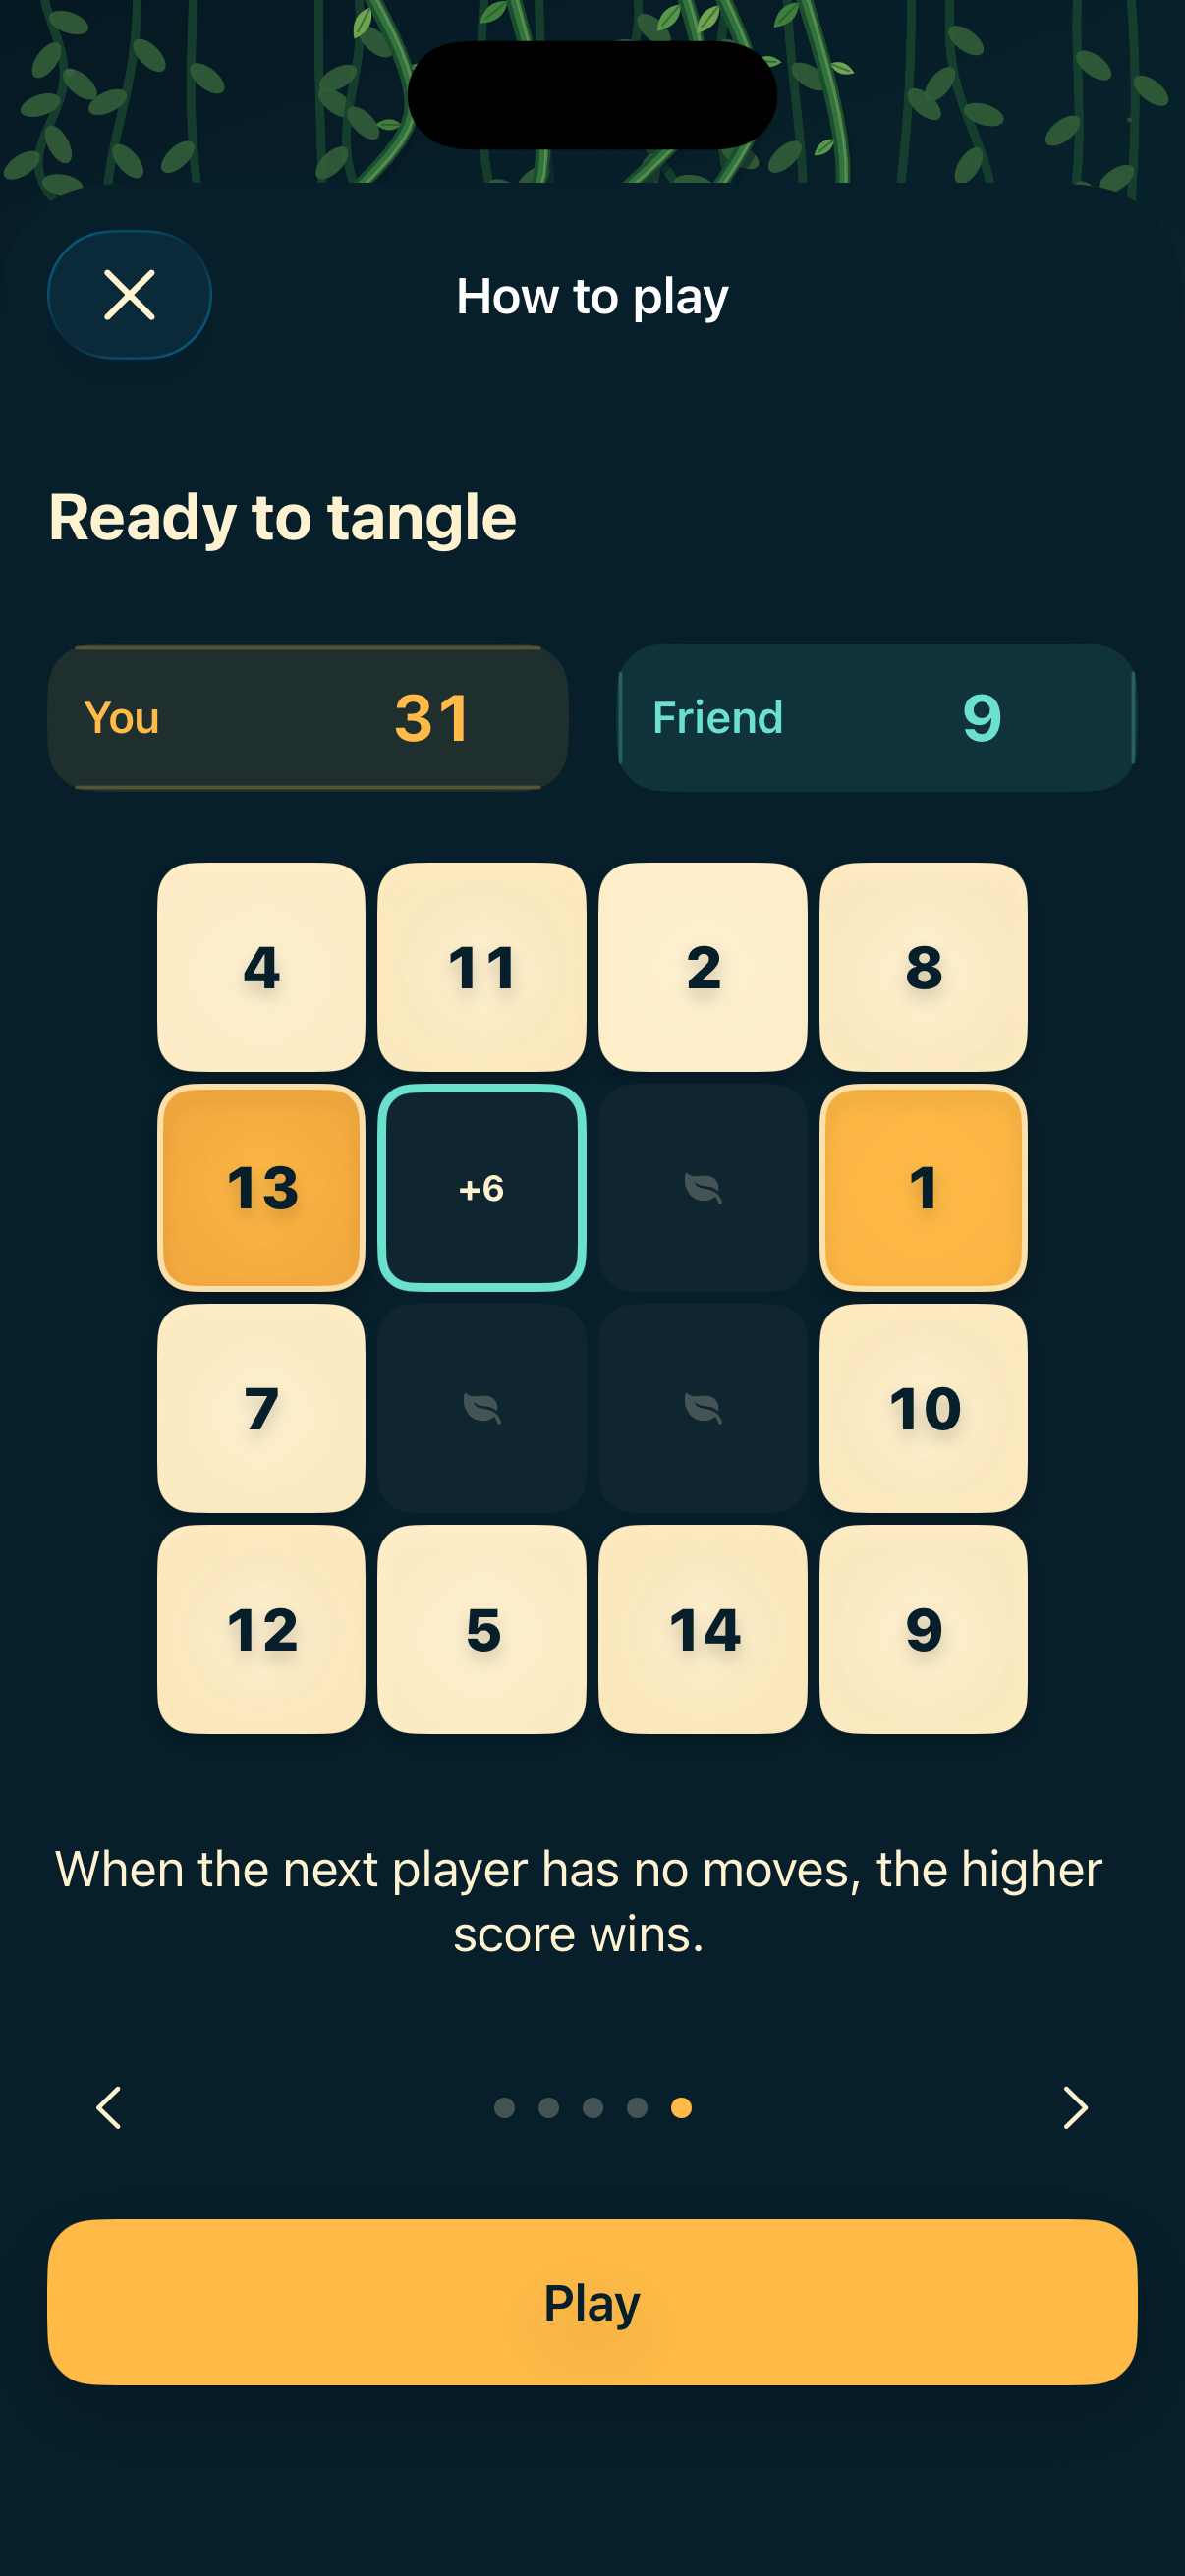 How to play
Ready to tangle
You 31 Friend 9
4 11 2 8
13 +6 1
7 10
12 5 14 9
When the next player has no moves, the higher
score wins.
Play